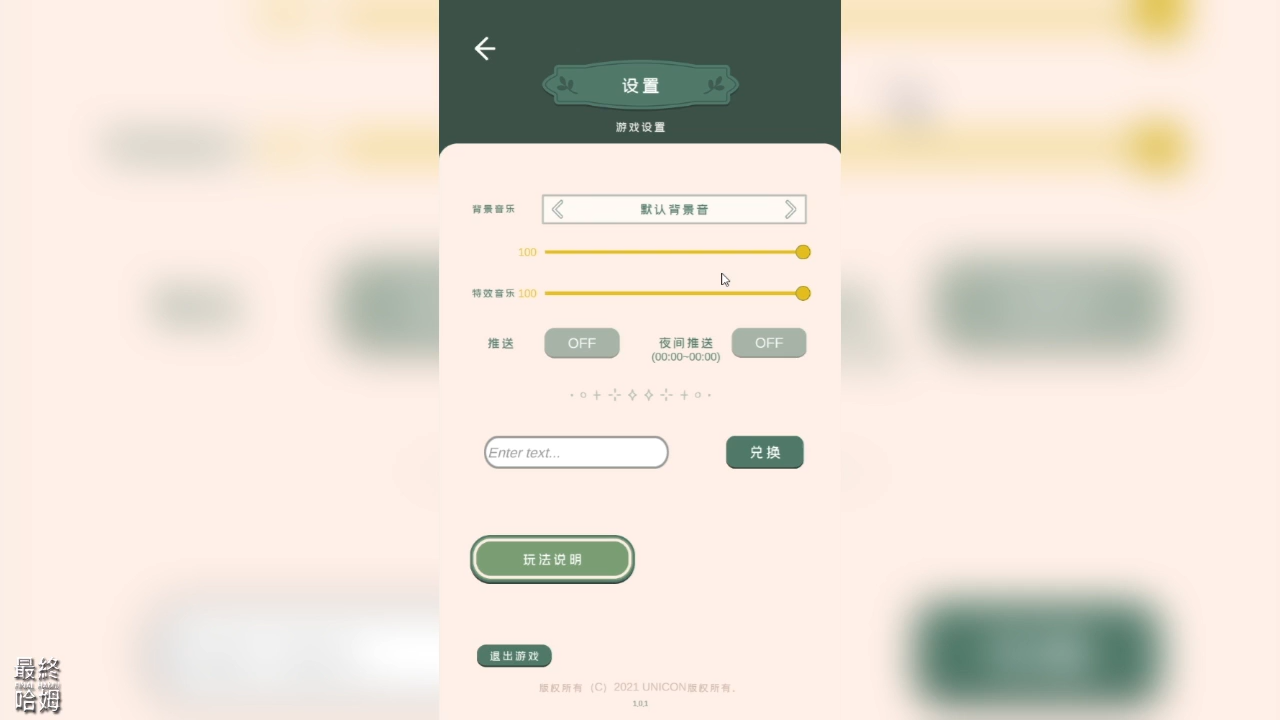 设置
游戏设置
背景音乐
默认背景音
100
特效音乐 100
推送 OFF
夜间推送 OFF
(00:00~00:00)
Enter text...
兑换
玩法说明
退出游戏
版权所有 (C) 2021 UNICON版权所有.
1.0.1
最終
哈姆